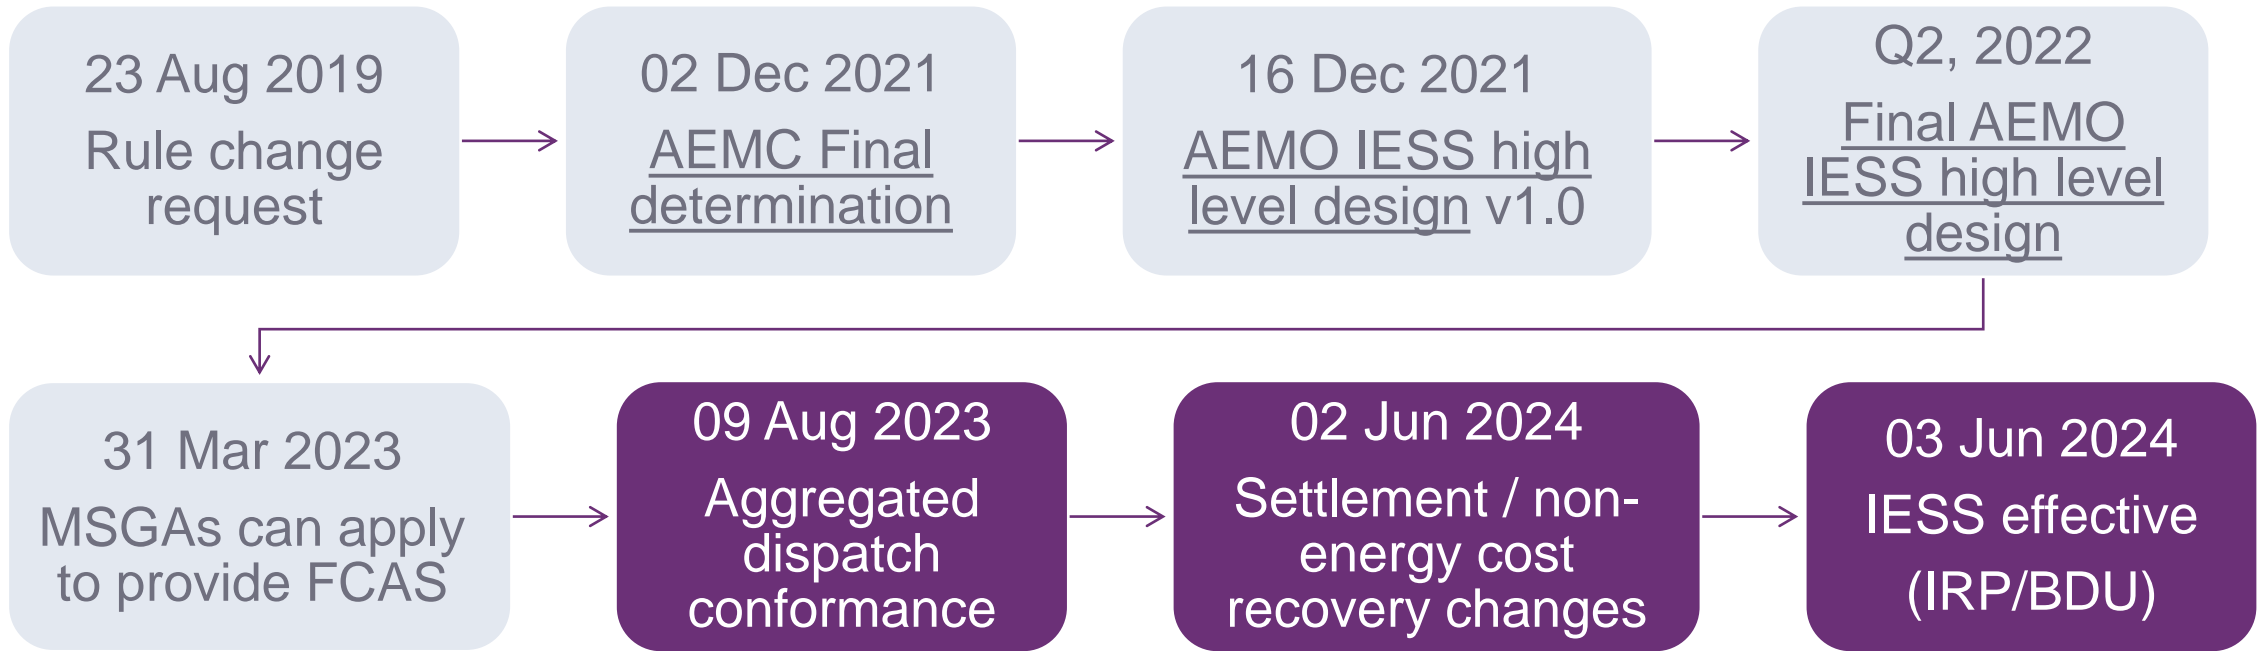 23 Aug 2019
Rule change
request
02 Dec 2021
AEMC Final
determination
16 Dec 2021
AEMO IESS high
level design v1.0
Q2, 2022
Final AEMO
IESS high level
design
31 Mar 2023
MSGAs can apply
to provide FCAS
09 Aug 2023
Aggregated
dispatch
conformance
02 Jun 2024
Settlement / non-
energy cost
recovery changes
03 Jun 2024
IESS effective
(IRP/BDU)